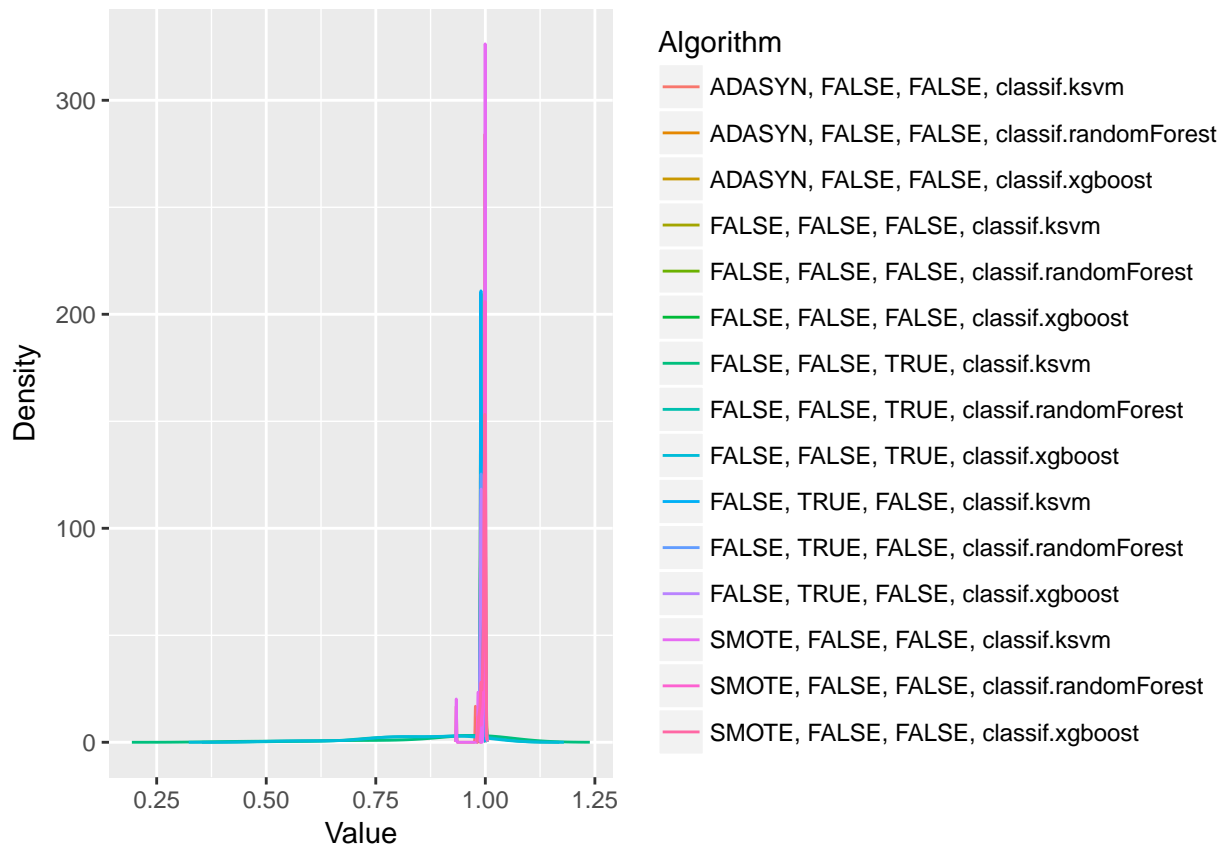 300
200
100
0
Density
0.25 0.50 0.75 1.00 1.25
Value
Algorithm
ADASYN, FALSE, FALSE, classif.ksvm
ADASYN, FALSE, FALSE, classif.randomForest
ADASYN, FALSE, FALSE, classif.xgboost
FALSE, FALSE, FALSE, classif.ksvm
FALSE, FALSE, FALSE, classif.randomForest
FALSE, FALSE, FALSE, classif.xgboost
FALSE, FALSE, TRUE, classif.ksvm
FALSE, FALSE, TRUE, classif.randomForest
FALSE, FALSE, TRUE, classif.xgboost
FALSE, TRUE, FALSE, classif.ksvm
FALSE, TRUE, FALSE, classif.randomForest
FALSE, TRUE, FALSE, classif.xgboost
SMOTE, FALSE, FALSE, classif.ksvm
SMOTE, FALSE, FALSE, classif.randomForest
SMOTE, FALSE, FALSE, classif.xgboost